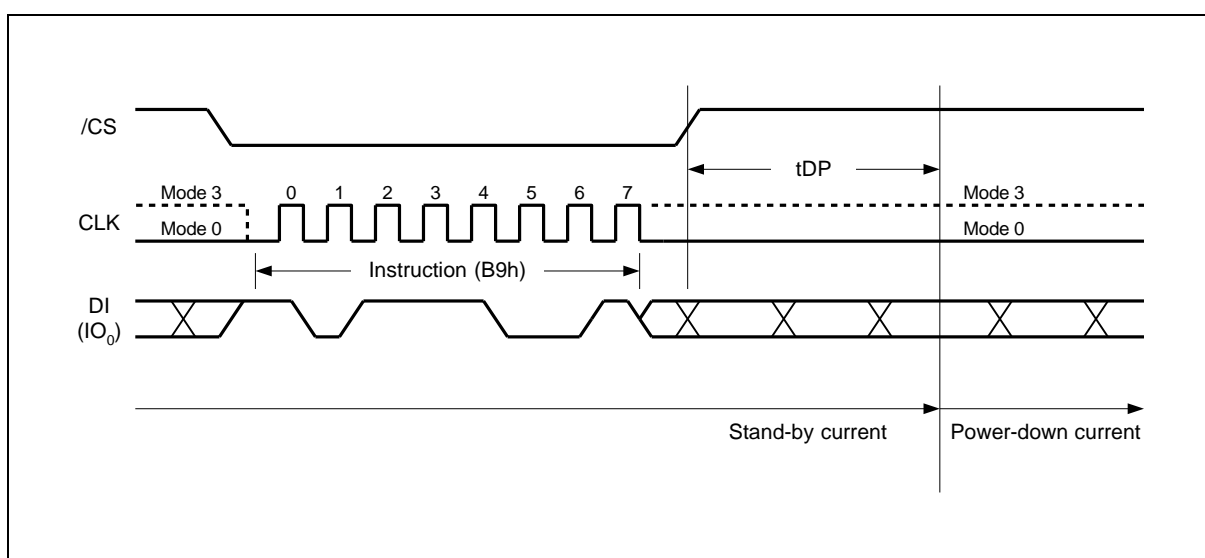 /CS
tDP
Mode 3 0 1 2 3 4 5 6 7 Mode 3
CLK
Mode 0 Mode 0
Instruction (B9h)
DI
(IO0)
Stand-by current Power-down current